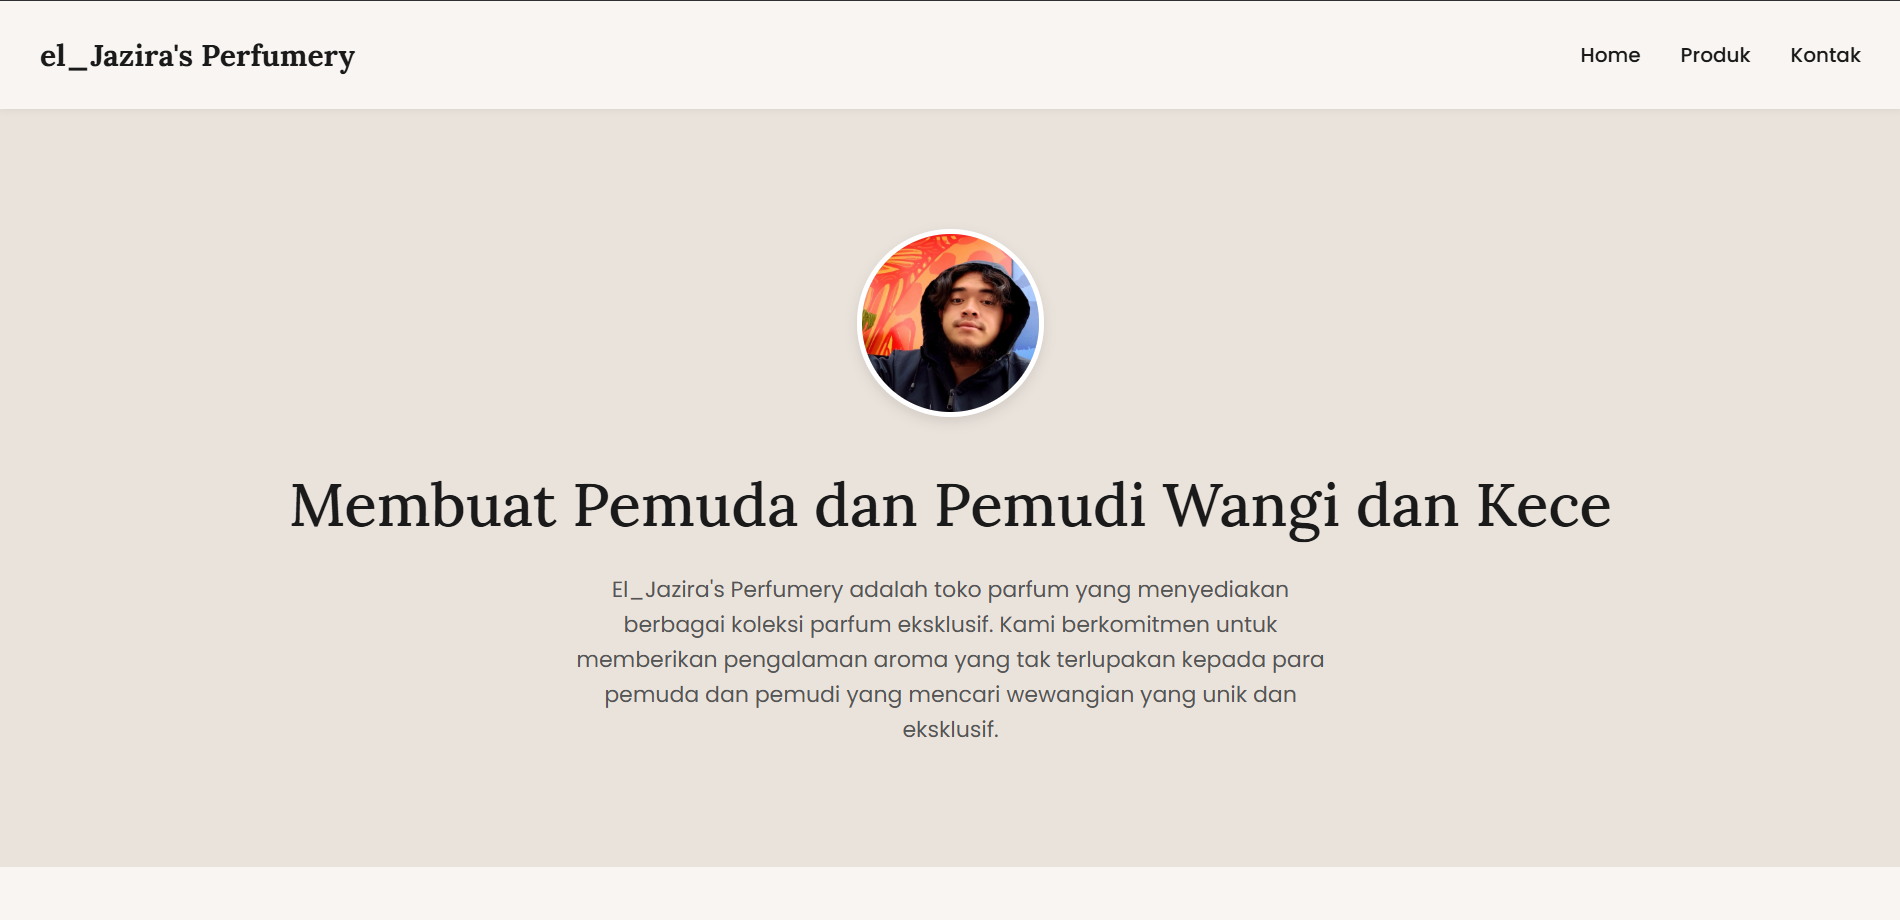 el_Jazira's Perfumery
Home Produk Kontak
Membuat Pemuda dan Pemudi Wangi dan Kece
El_Jazira's Perfumery adalah toko parfum yang menyediakan
berbagai koleksi parfum eksklusif. Kami berkomitmen untuk
memberikan pengalaman aroma yang tak terlupakan kepada para
pemuda dan pemudi yang mencari wewangian yang unik dan
eksklusif.